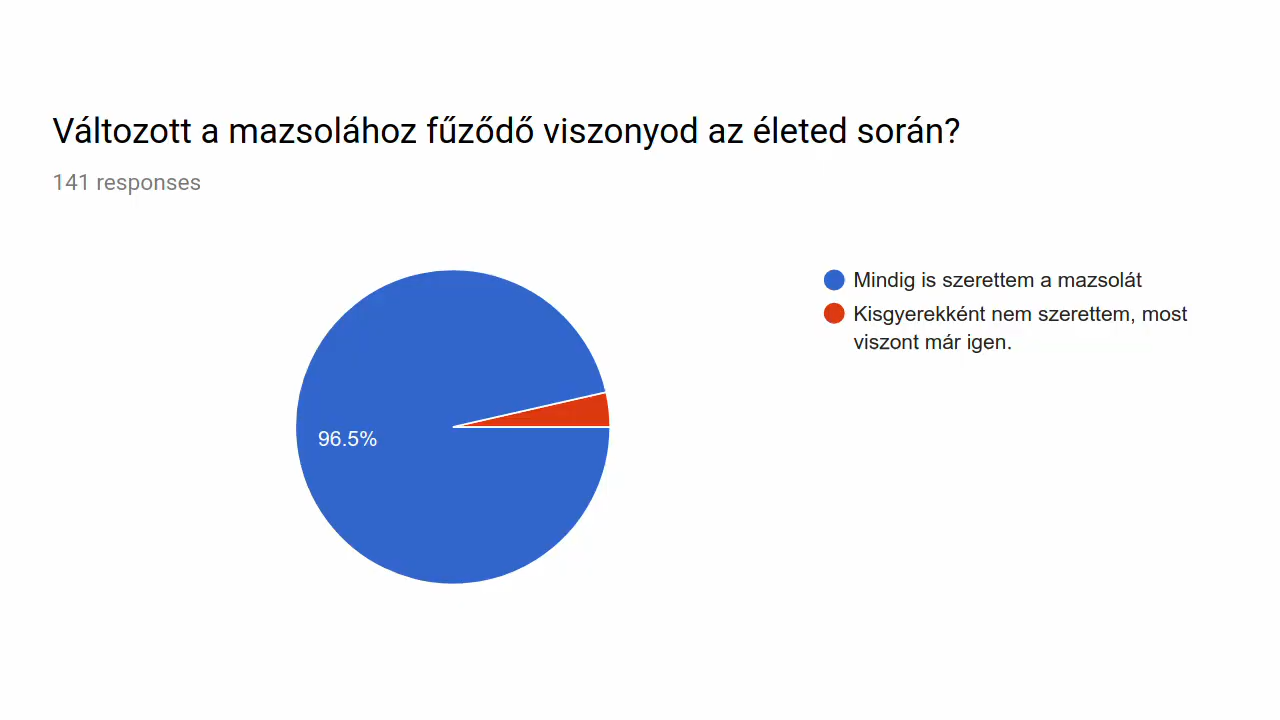 Változott a mazsolához fűződő viszonyod az életed során?
141 responses
Mindig is szerettem a mazsolát
Kisgyerekként nem szerettem, most
viszont már igen.
96.5%